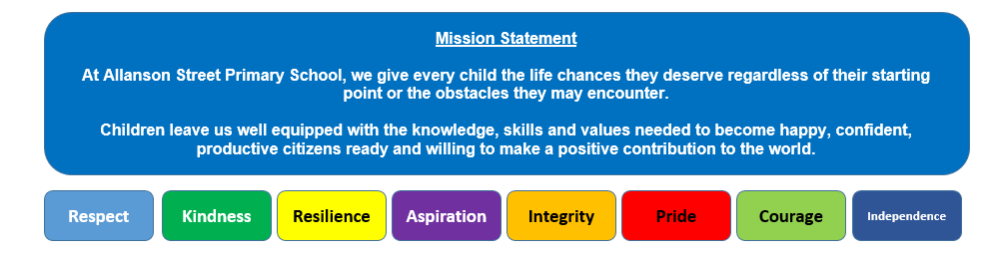 Mission Statement
At Allanson Street Primary School, we give every child the life chances they deserve regardless of their starting
point or the obstacles they may encounter.
Children leave us well equipped with the knowledge, skills and values needed to become happy, confident,
productive citizens ready and willing to make a positive contribution to the world.
Respect Kindness Resilience Aspiration Integrity Pride Courage Independence